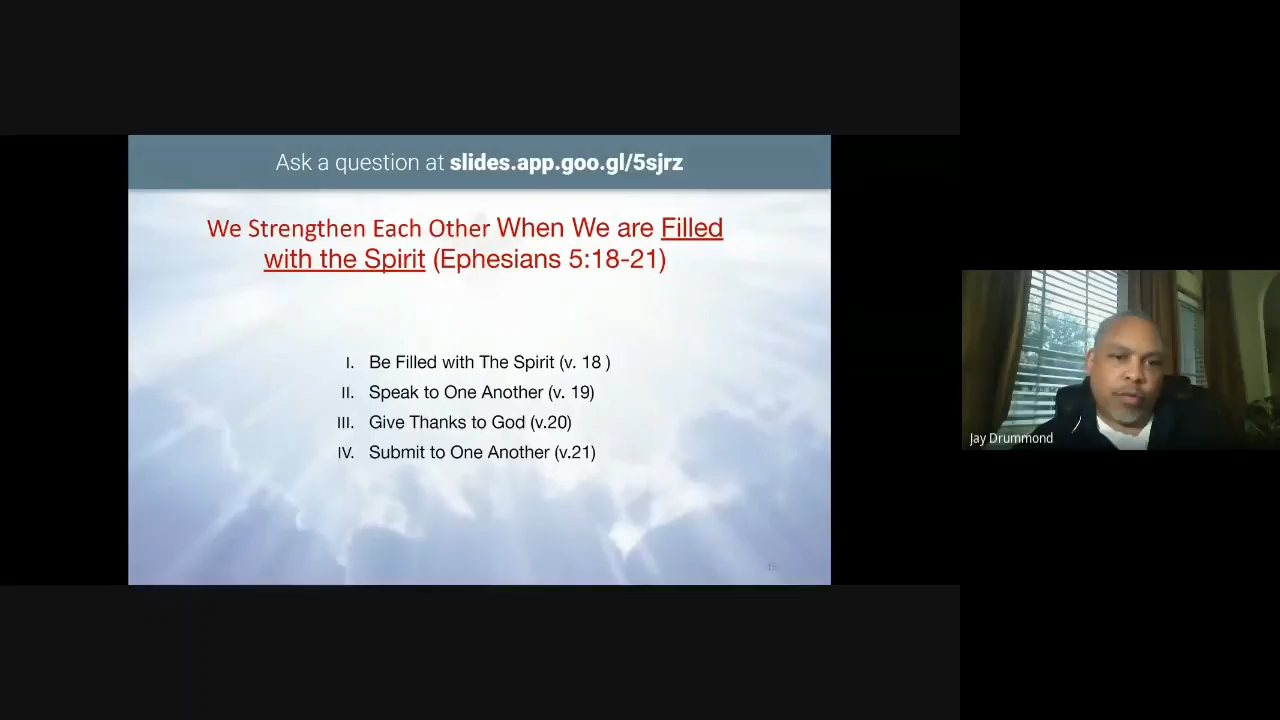 Ask a question at slides.app.goo.gl/5sjrz
We Strengthen Each Other When We are Filled
with the Spirit (Ephesians 5:18-21)
I. Be Filled with The Spirit (v. 18 )
II. Speak to One Another (v. 19)
III. Give Thanks to God (v.20)
IV. Submit to One Another (v.21)
Jay Drummond